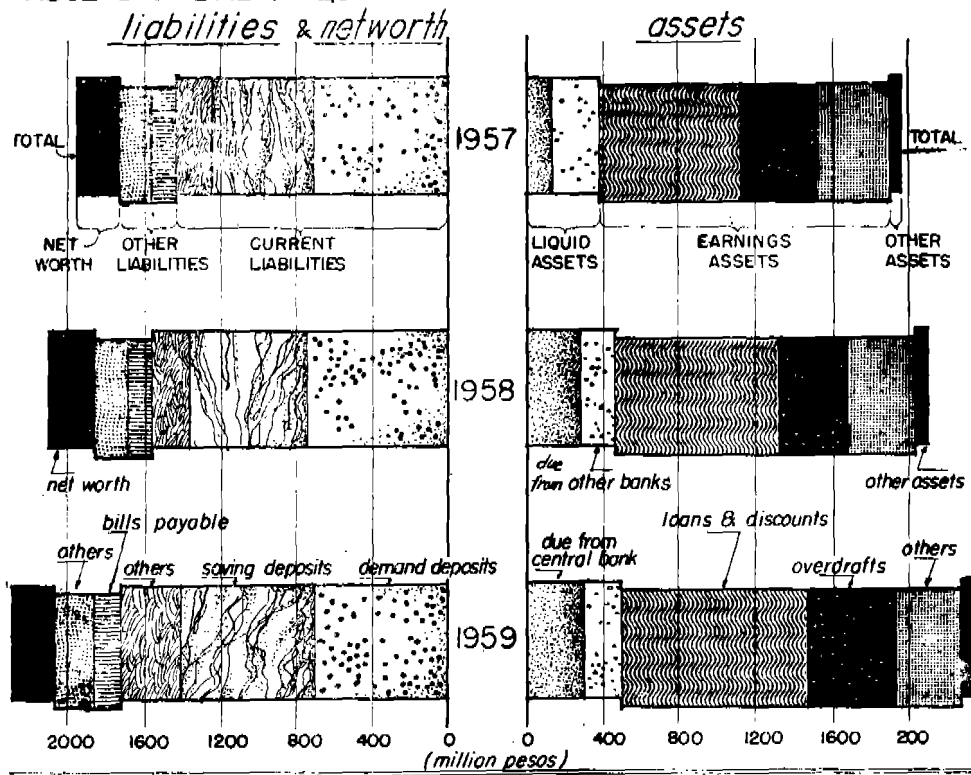 liabilities & networth
assets
TOTAL
1957
TOTAL
NET WORTH
OTHER LIABILITIES
CURRENT LIABILITIES
LIQUID ASSETS
EARNINGS ASSETS
OTHER ASSETS
1958
net worth
due from other banks
other assets
bills payable
others
others
saving deposits
demand deposits
due from central bank
loans & discounts
overdrafts
others
1959
2000 1600 1200 800 400 0
0 400 800 1200 1600 200
(million pesos)